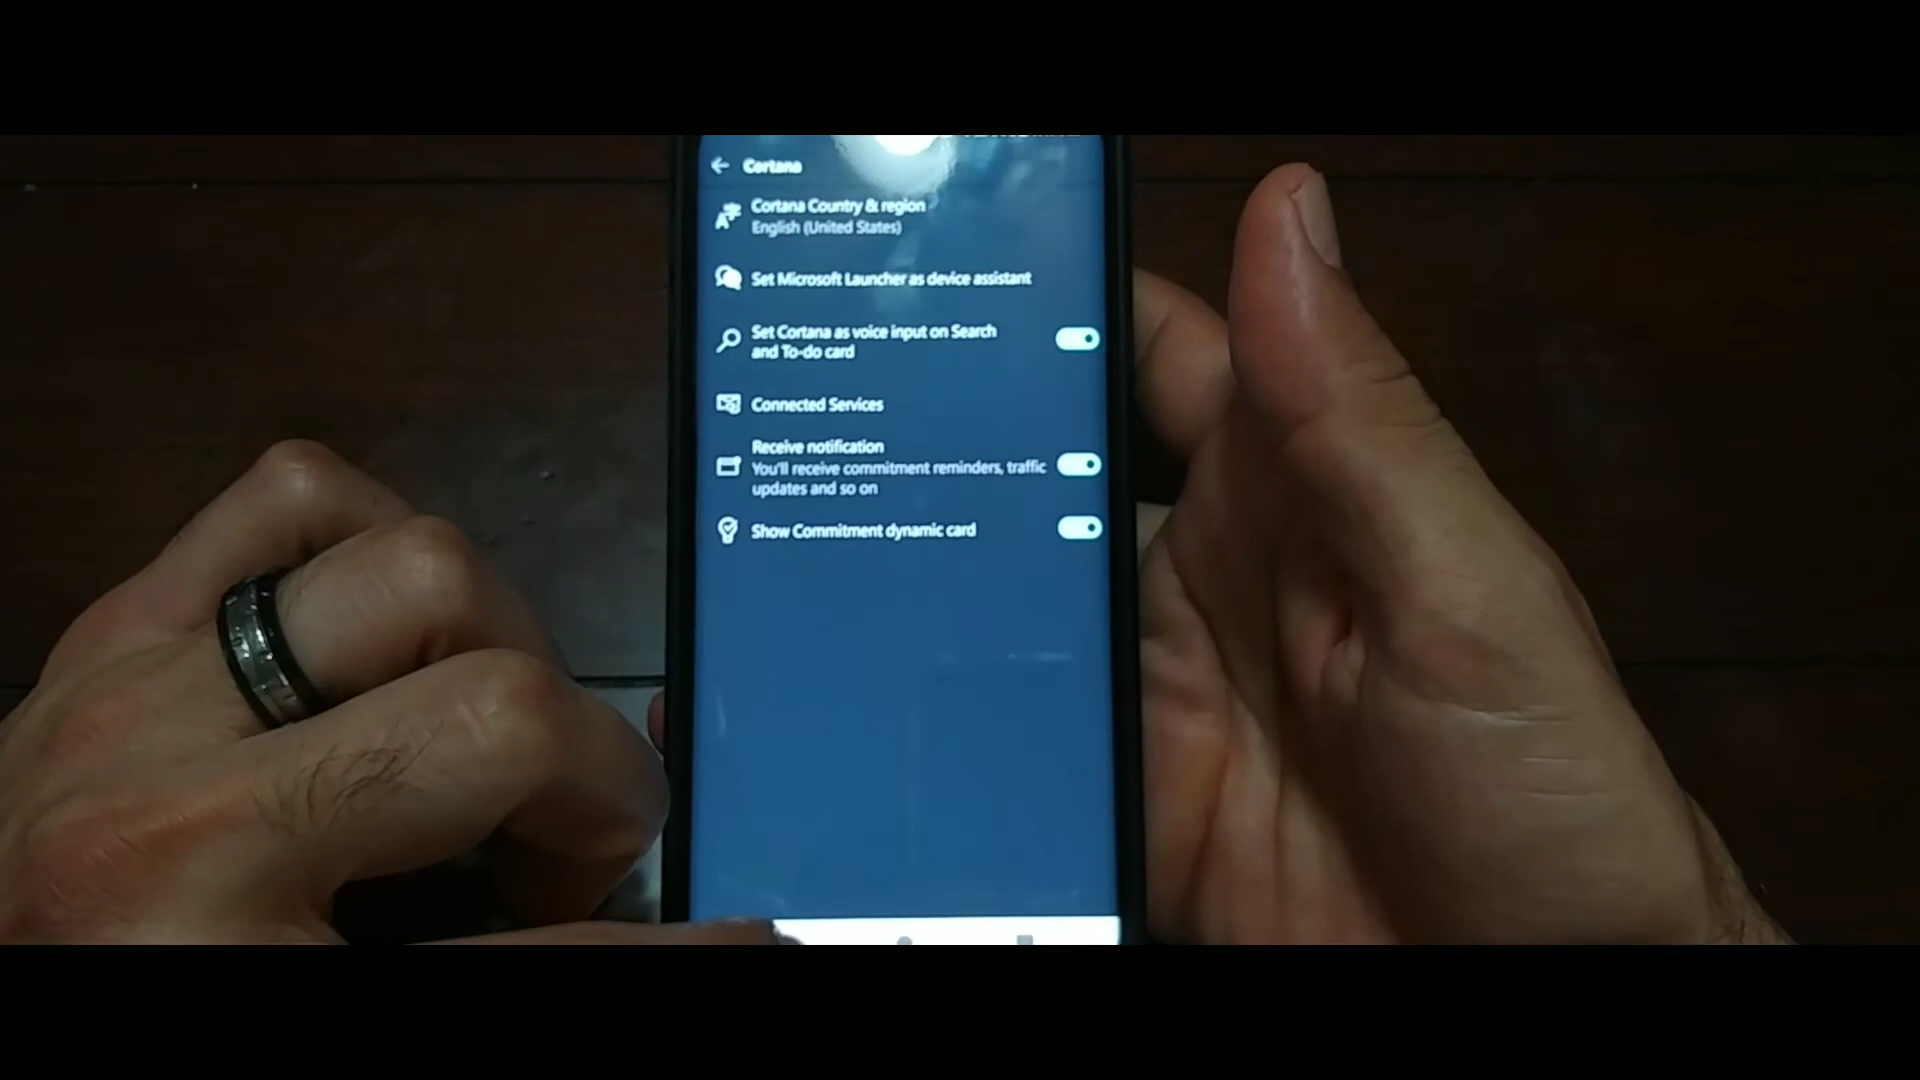 Cortana
Cortana Country & region
English (United States)
Set Microsoft Launcher as device assistant
Set Cortana as voice input on Search
and To-do card
Connected Services
Receive notification
You'll receive commitment reminders, traffic
updates and so on
Show Commitment dynamic card